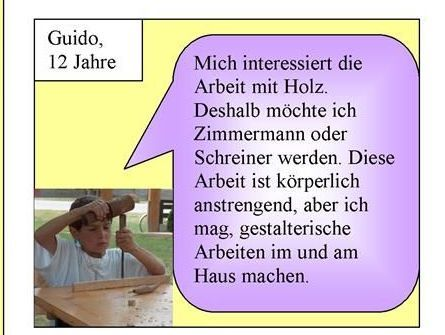 Guido,
12 Jahre
Mich interessiert die
Arbeit mit Holz.
Deshalb möchte ich
Zimmermann oder
Schreiner werden. Diese
Arbeit ist körperlich
anstrengend, aber ich
mag, gestalterische
Arbeiten im und am
Haus machen.